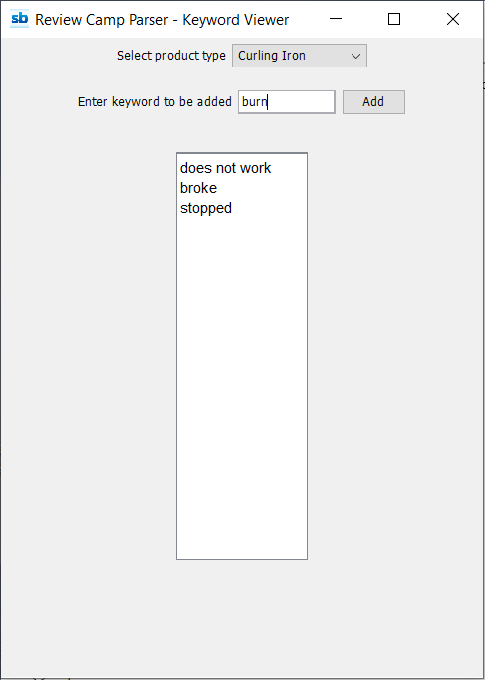 sb Review Camp Parser - Keyword Viewer
Select product type Curling Iron
Enter keyword to be added burn Add
does not work
broke
stopped